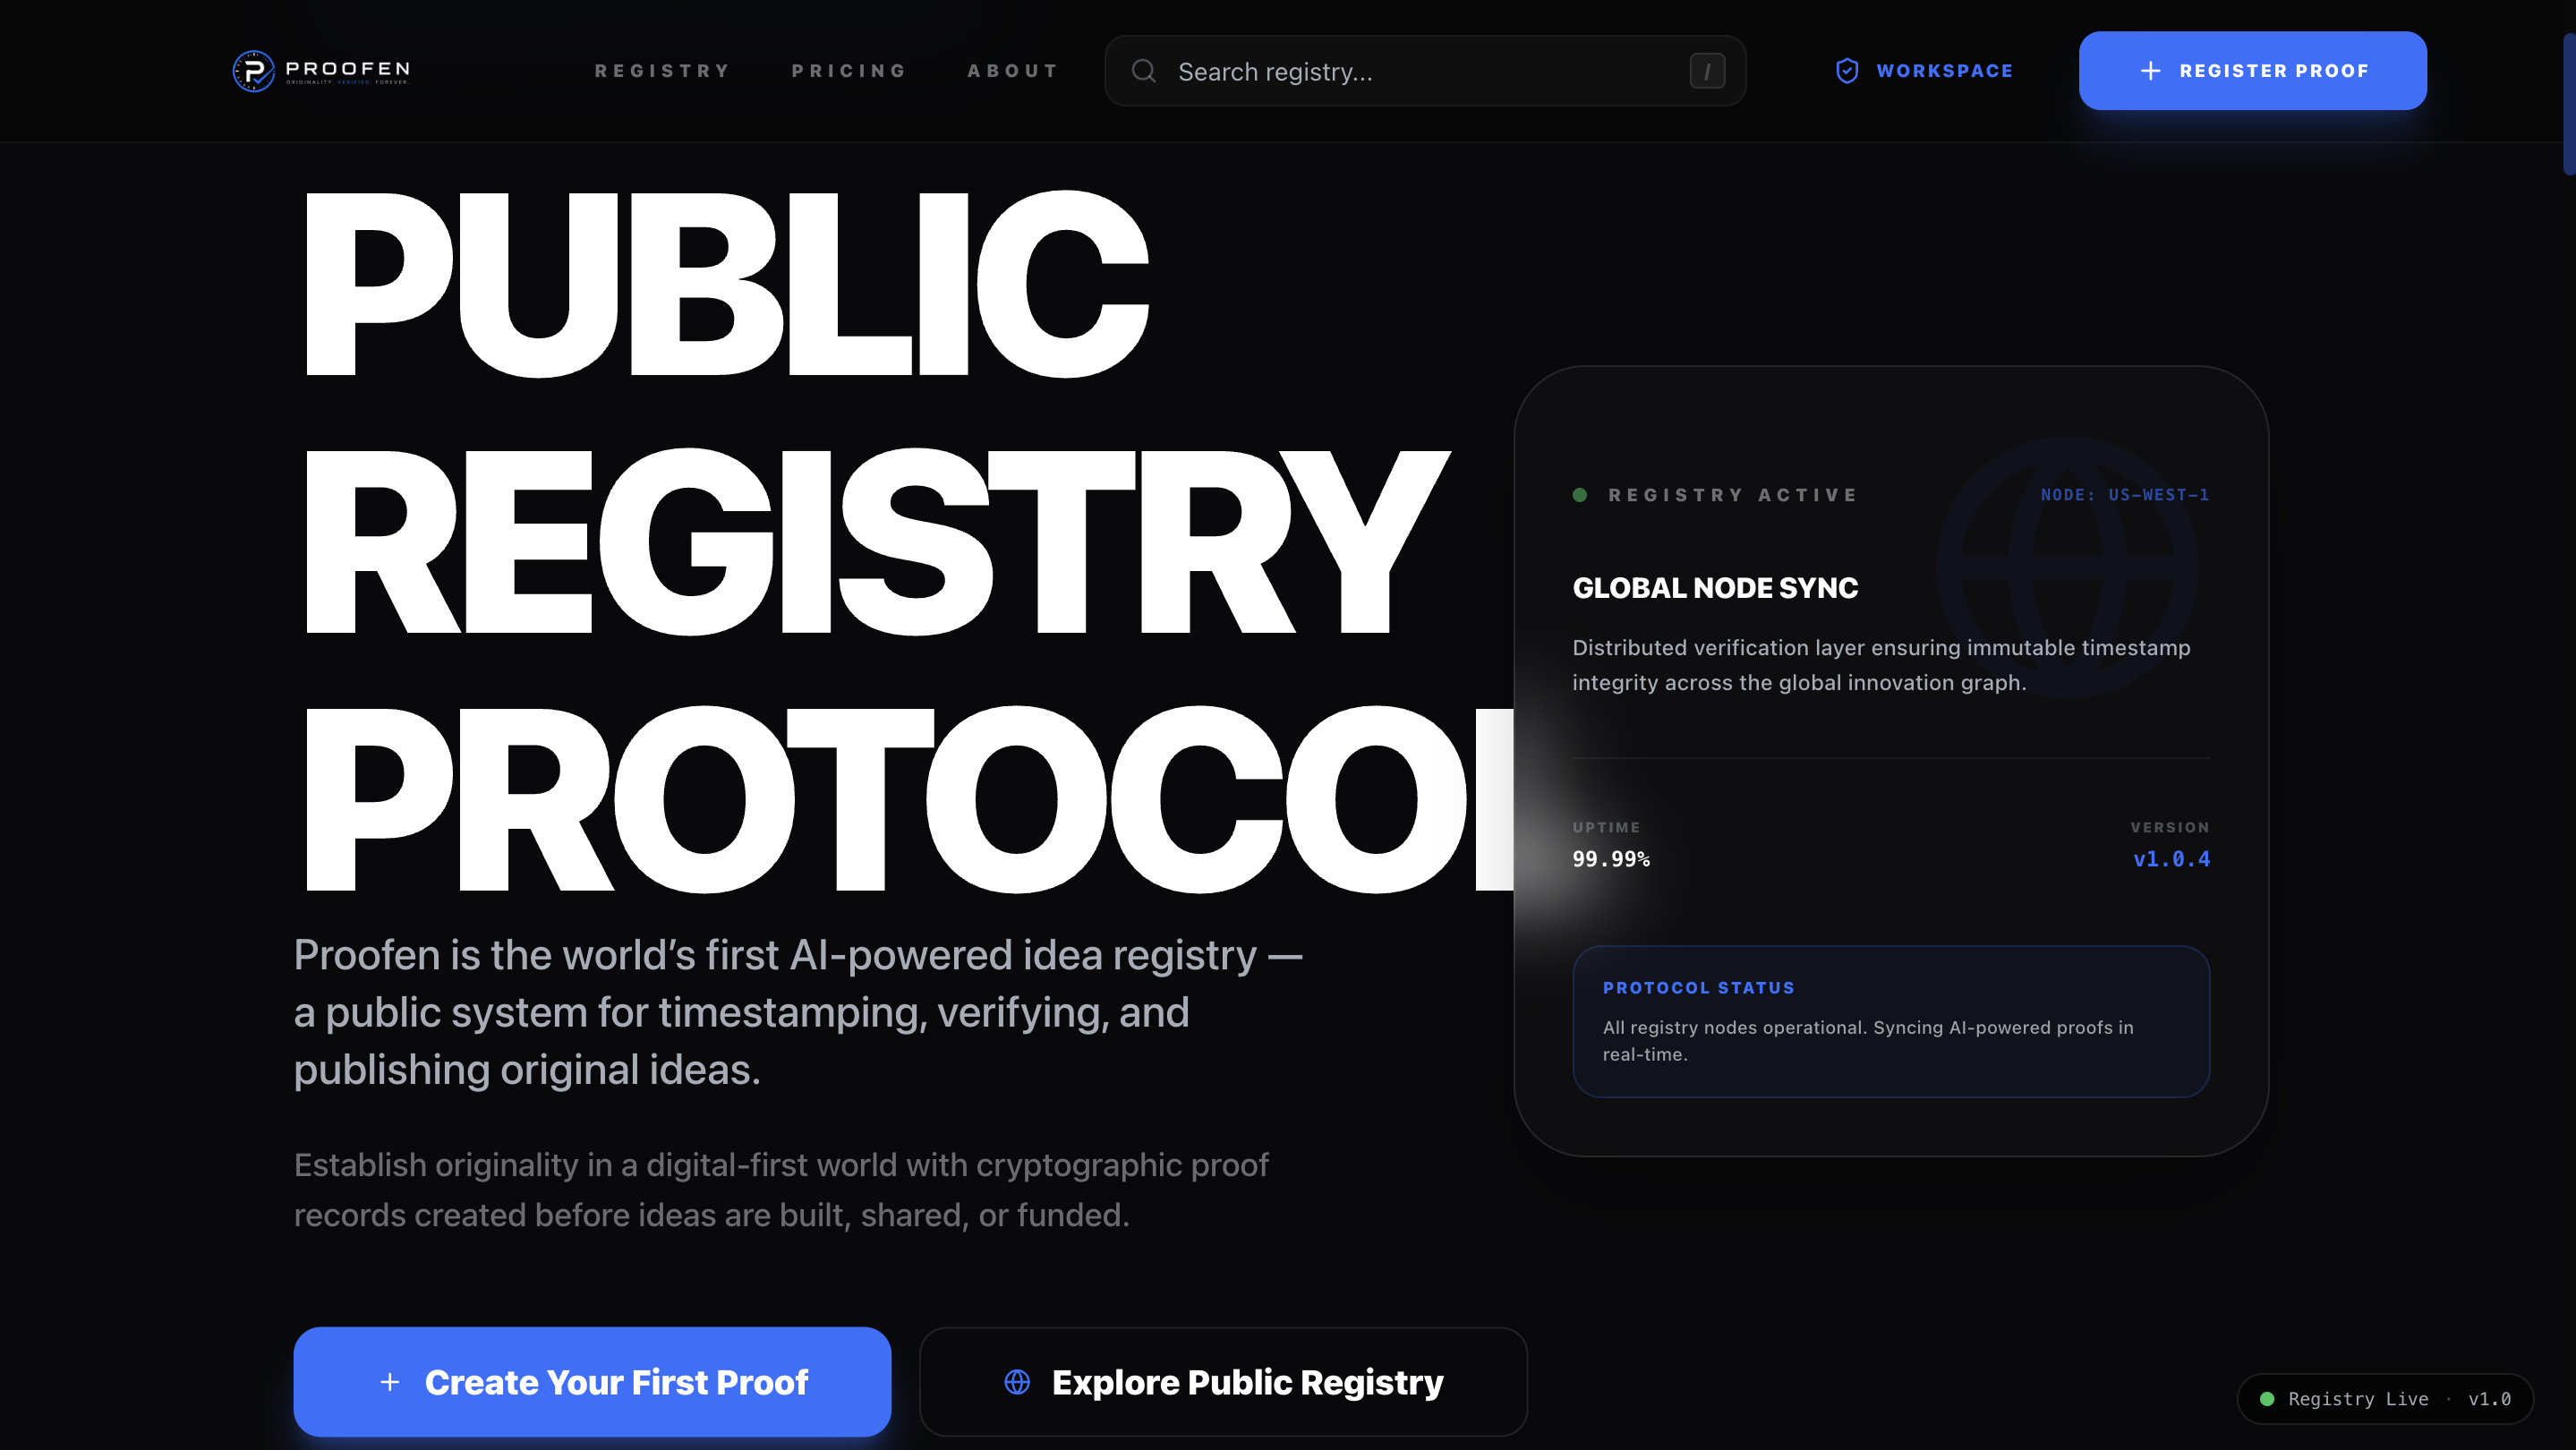 PROOFEN
ORIGINALITY. VERIFIED. FOREVER.
REGISTRY
PRICING
ABOUT
Search registry...
/
WORKSPACE
REGISTER PROOF
PUBLIC
REGISTRY
PROTOCOL
Proofen is the world’s first AI-powered idea registry —
a public system for timestamping, verifying, and
publishing original ideas.
Establish originality in a digital-first world with cryptographic proof
records created before ideas are built, shared, or funded.
Create Your First Proof
Explore Public Registry
REGISTRY ACTIVE
NODE: US-WEST-1
GLOBAL NODE SYNC
Distributed verification layer ensuring immutable timestamp
integrity across the global innovation graph.
UPTIME
99.99%
VERSION
v1.0.4
PROTOCOL STATUS
All registry nodes operational. Syncing AI-powered proofs in
real-time.
Registry Live · v1.0